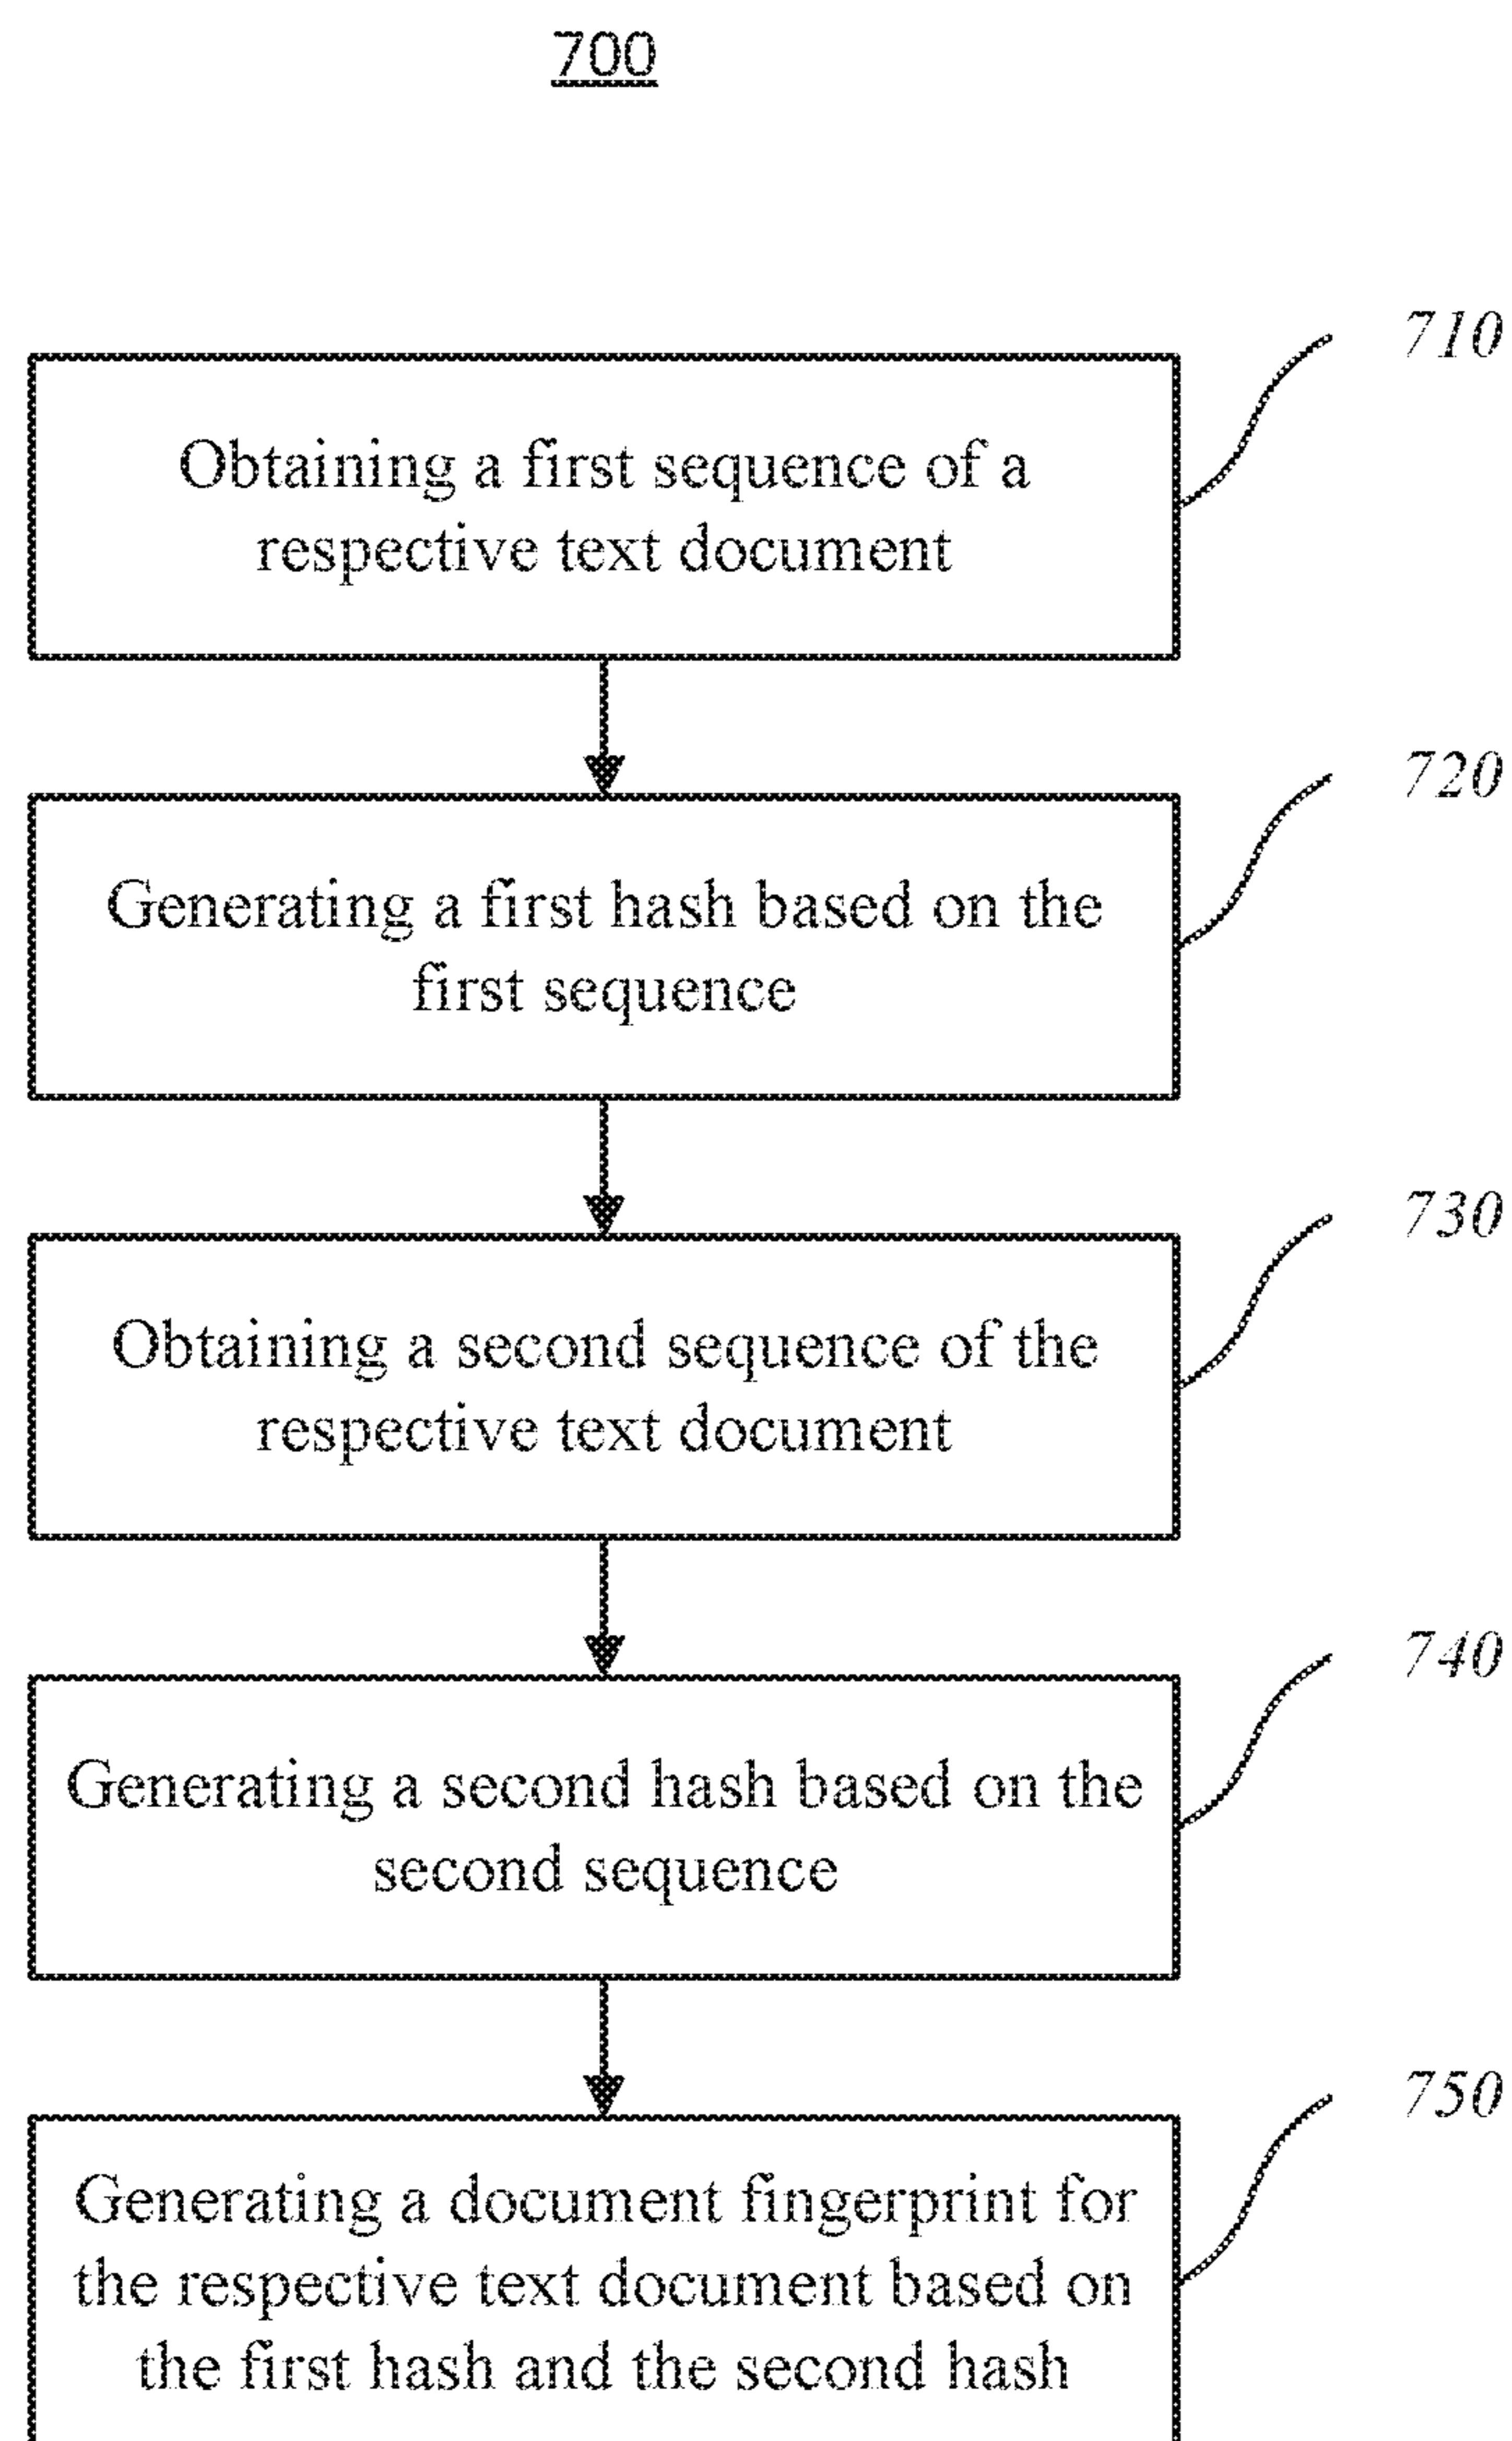 700
710
Obtaining a first sequence of a
respective text document
720
Generating a first hash based on the
first sequence
730
Obtaining a second sequence of the
respective text document
740
Generating a second hash based on the
second sequence
750
Generating a document fingerprint for
the respective text document based on
the first hash and the second hash